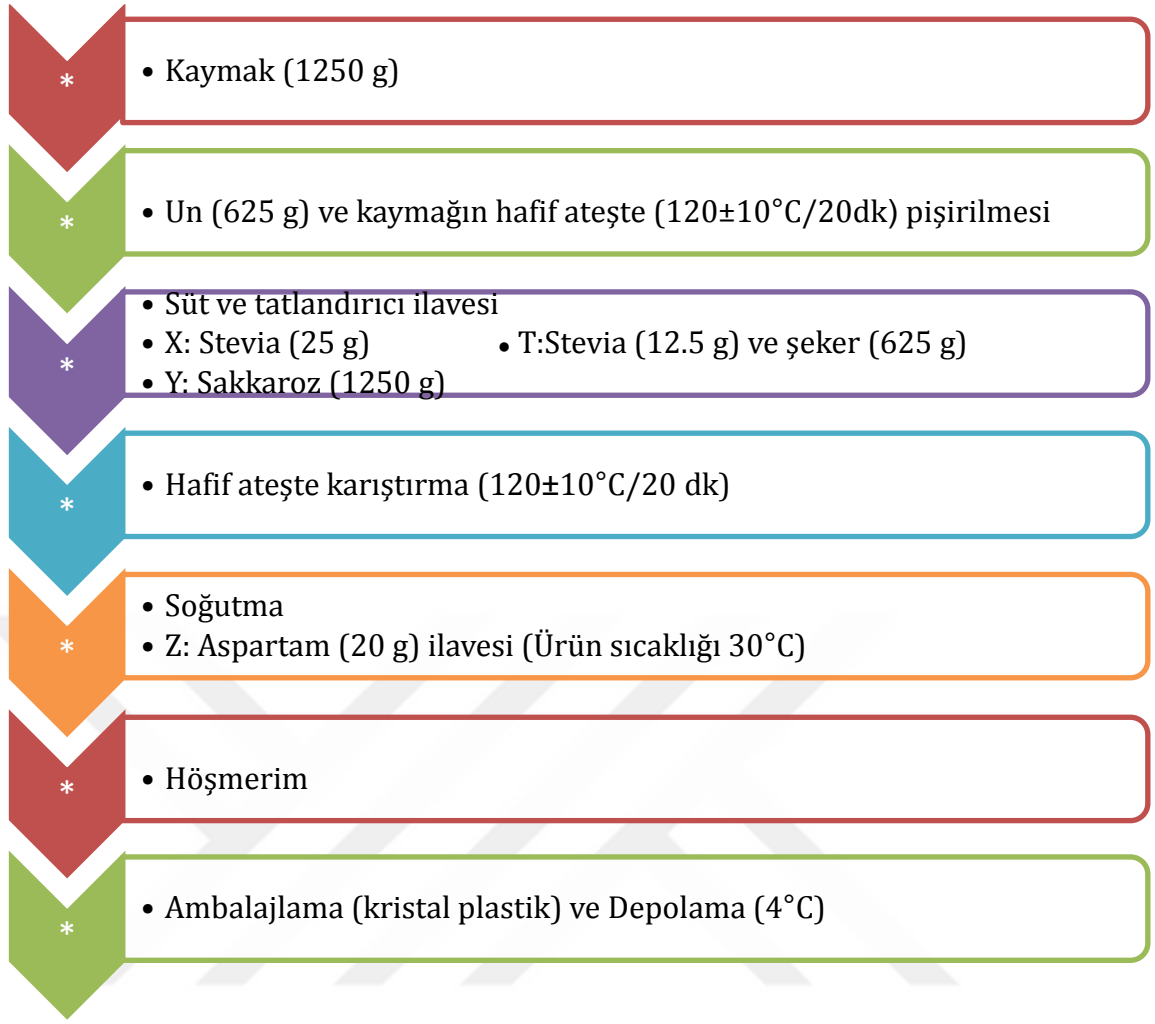 *
• Kaymak (1250 g)
*
• Un (625 g) ve kaymağın hafif ateşte (120±10°C/20dk) pişirilmesi
*
• Süt ve tatlandırıcı ilavesi
• X: Stevia (25 g) • T:Stevia (12.5 g) ve şeker (625 g)
• Y: Sakkaroz (1250 g)
*
• Hafif ateşte karıştırma (120±10°C/20 dk)
*
• Soğutma
• Z: Aspartam (20 g) ilavesi (Ürün sıcaklığı 30°C)
*
• Höşmerim
*
• Ambalajlama (kristal plastik) ve Depolama (4°C)